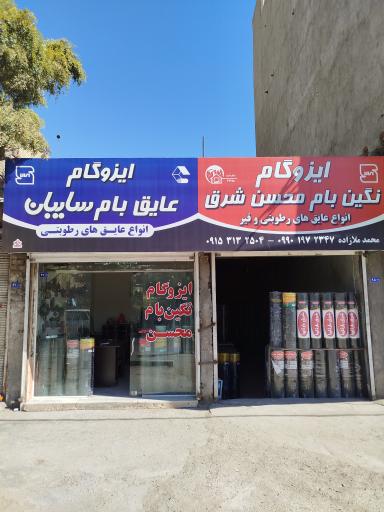 ایزوگام
نگین بام محسن شرق
انواع عایق های رطوبتی و قیر
محمد ملازاده ۰۹۹۰ ۱۹۷ ۲۳۴۷ - ۰۹۱۵ ۳۱۳ ۲۵۰۴
ایزوگام
عایق بام سایبان
انواع عایق های رطوبتی
ایزوگام
نگین بام
محسن